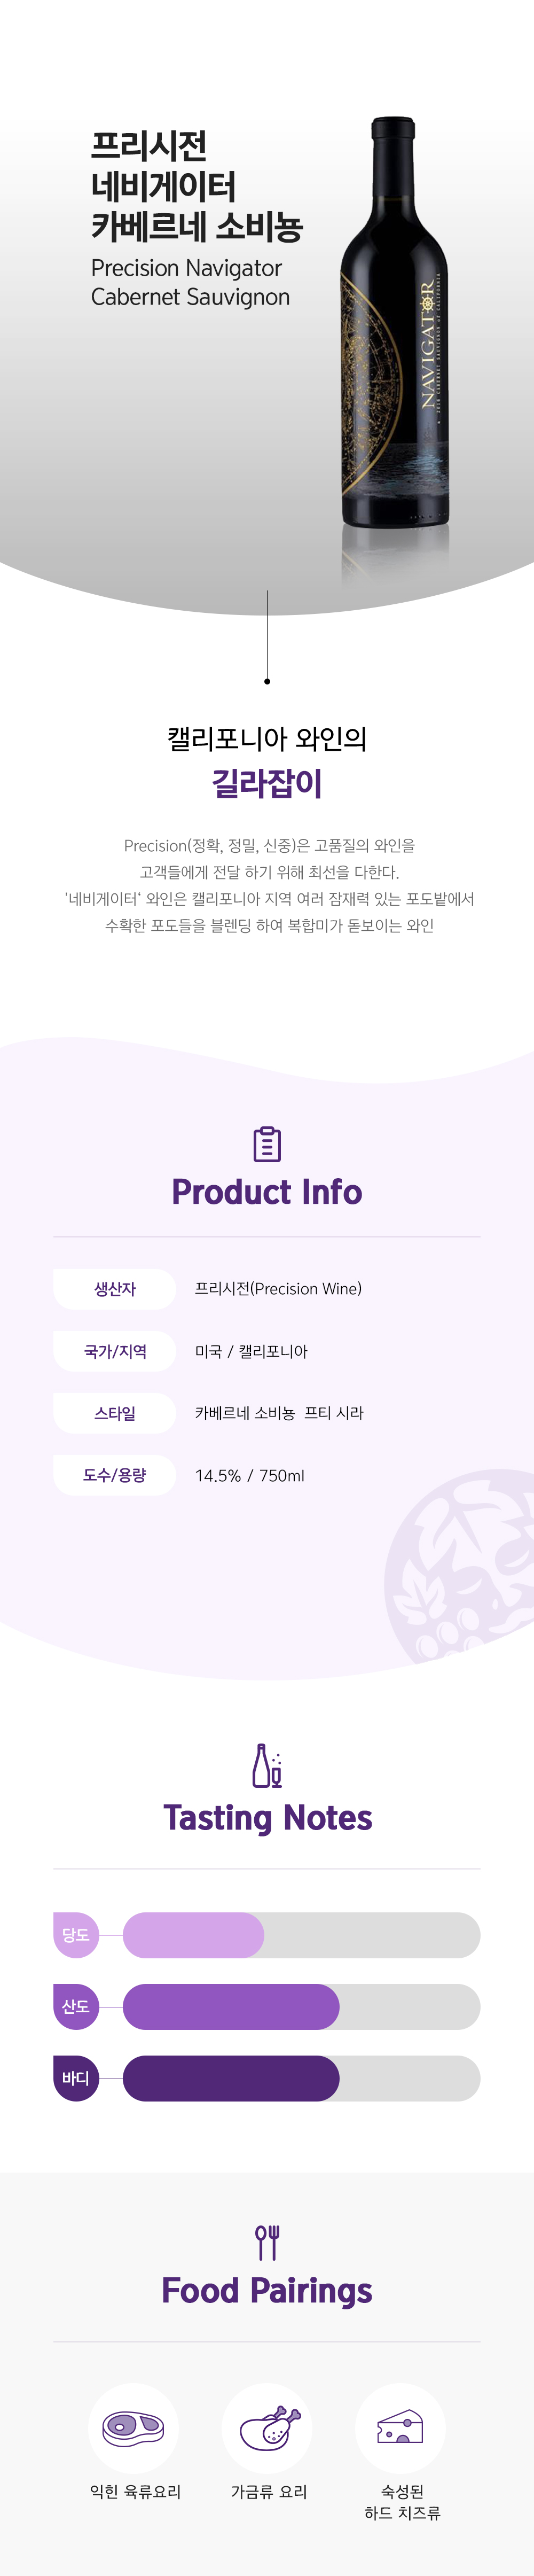 프리시전
네비게이터
카베르네 소비뇽
Precision Navigator
Cabernet Sauvignon
NAVIGATOR
캘리포니아 와인의
길라잡이
Precision(정확, 정밀, 신중)은 고품질의 와인을
고객들에게 전달 하기 위해 최선을 다한다.
'네비게이터‘ 와인은 캘리포니아 지역 여러 잠재력 있는 포도밭에서
수확한 포도들을 블렌딩 하여 복합미가 돋보이는 와인
Product Info
생산자 프리시전(Precision Wine)
국가/지역 미국 / 캘리포니아
스타일 카베르네 소비뇽 프티 시라
도수/용량 14.5% / 750ml
Tasting Notes
당도
산도
바디
Food Pairings
익힌 육류요리 가금류 요리 숙성된
하드 치즈류